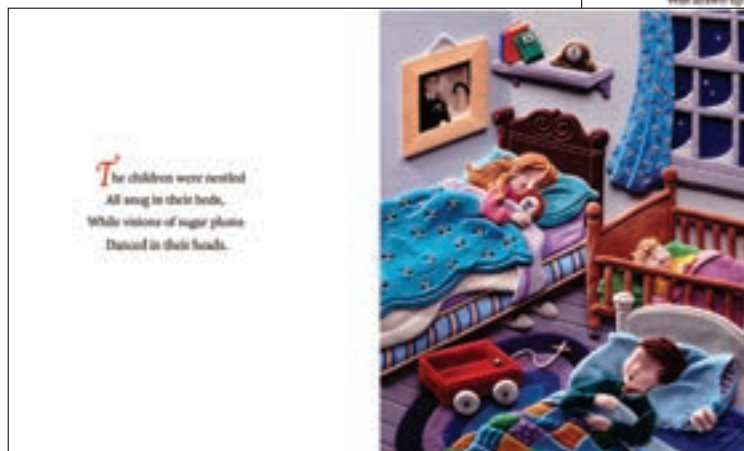 The children were nestled
All snug in their beds,
While visions of sugar plums
Danced in their heads.